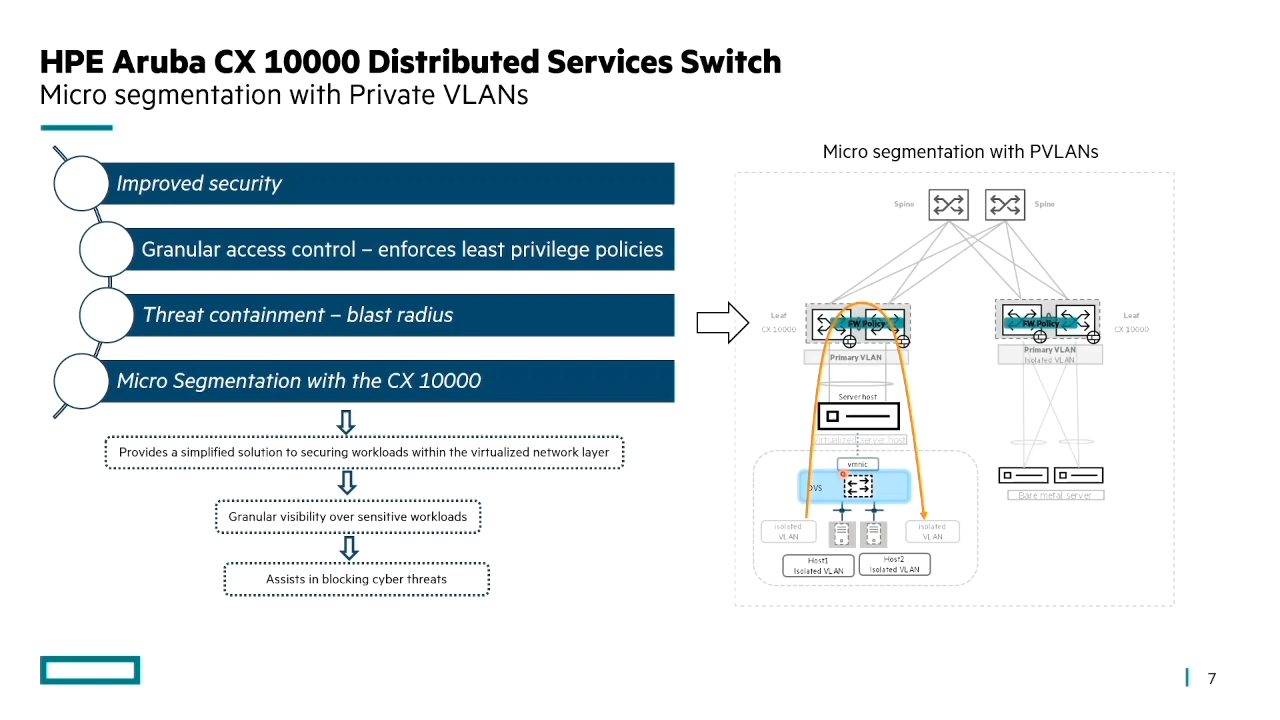 HPE Aruba CX 10000 Distributed Services Switch
Micro segmentation with Private VLANs
Improved security
Granular access control – enforces least privilege policies
Threat containment – blast radius
Micro Segmentation with the CX 10000
Provides a simplified solution to securing workloads within the virtualized network layer
Granular visibility over sensitive workloads
Assists in blocking cyber threats
Micro segmentation with PVLANs
Spine
Spine
Leaf
CX 10000
FW Policy
FW Policy
Leaf
CX 10000
Primary VLAN
Primary VLAN
Isolated VLAN
Server host
Virtualized server host
vmnic
DVS
Bare metal server
isolated
VLAN
isolated
VLAN
Host1
Isolated VLAN
Host2
Isolated VLAN
7